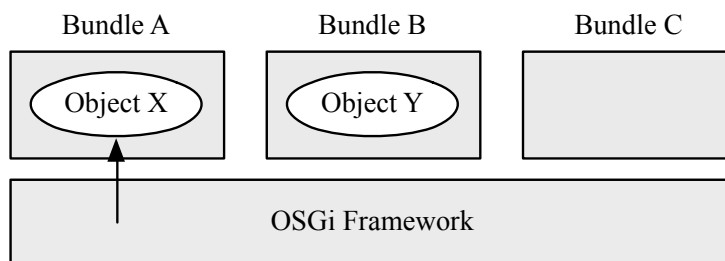 Bundle A
Bundle B
Bundle C
Object X
Object Y
OSGi Framework